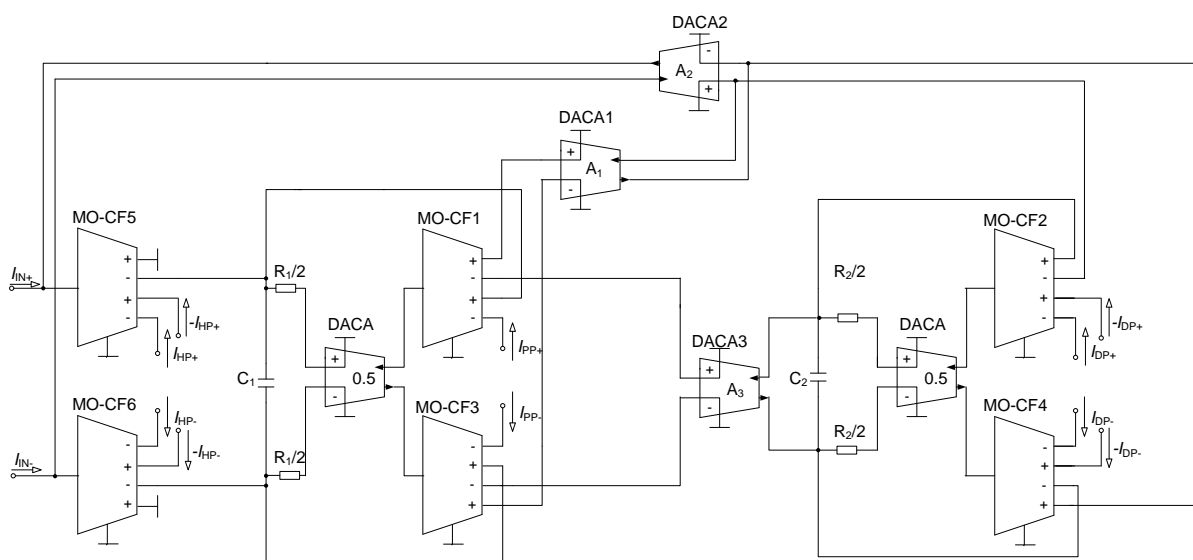 DACA2
-
A2
+
DACA1
+
A1
-
MO-CF5
MO-CF1
MO-CF2
IIN+
+
-
+
-
-IHP+
IHP+
R1/2
+
-
+
-
IPP+
R2/2
+
-
+
-
-IDP+
IDP+
DACA
+
0.5
-
C1
DACA3
+
A3
-
C2
DACA
+
0.5
-
MO-CF6
MO-CF3
MO-CF4
IIN-
-
+
-
+
IHP-
-IHP-
R1/2
-
+
-
+
IPP-
R2/2
-
+
-
+
IDP-
-IDP-